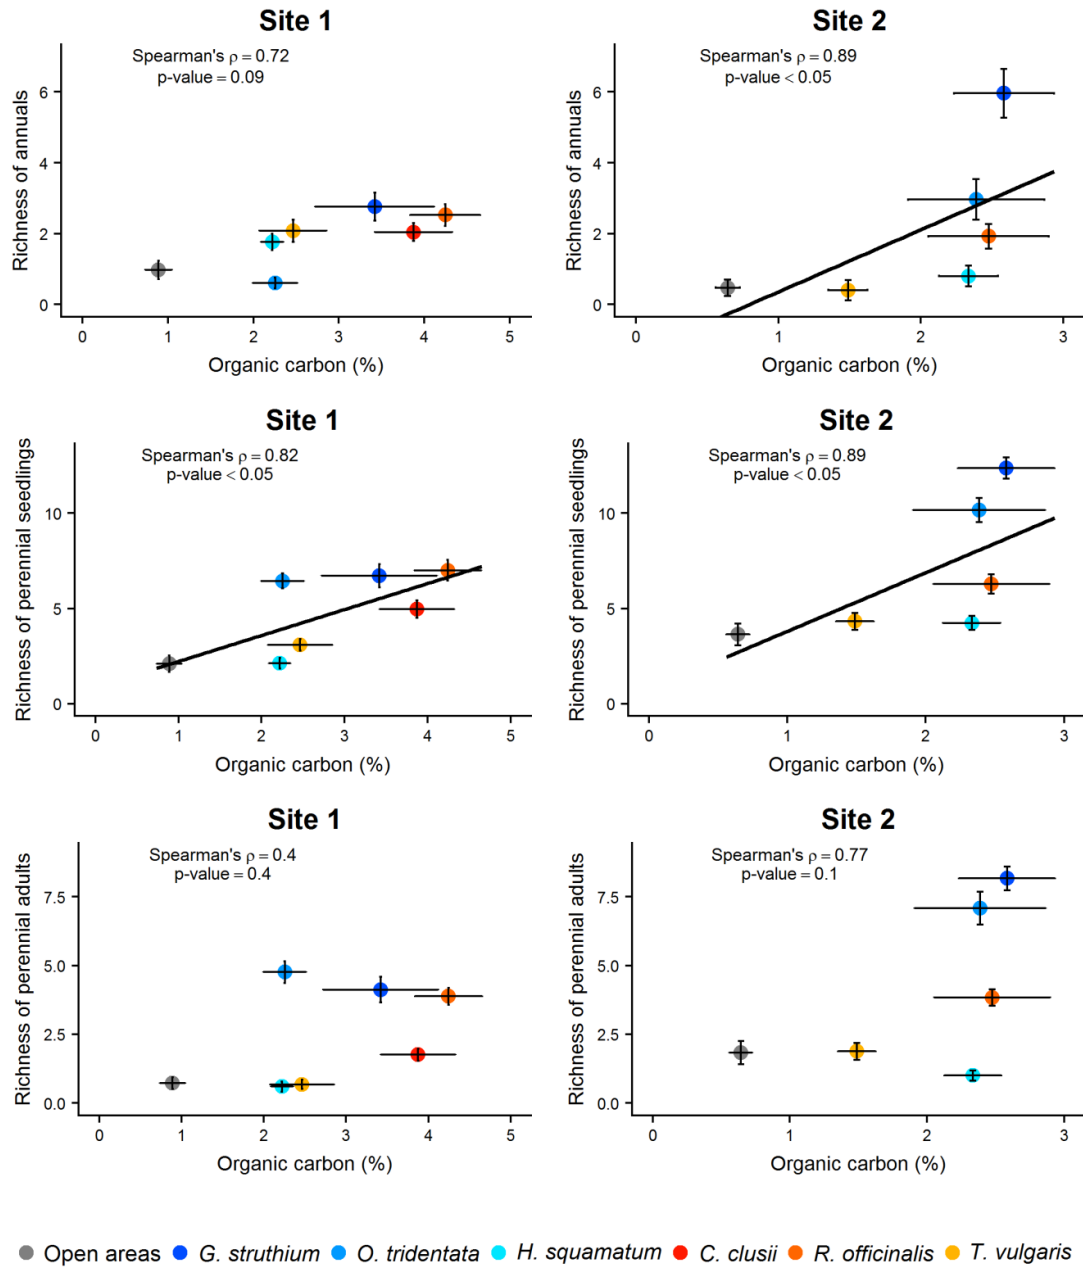 Site 1
Spearman's ρ = 0.72
p-value = 0.09
Richness of annuals
6
4
2
0
0 1 2 3 4 5
Organic carbon (%)
Site 2
Spearman's ρ = 0.89
p-value < 0.05
Richness of annuals
6
4
2
0
0 1 2 3
Organic carbon (%)
Site 1
Spearman's ρ = 0.82
p-value < 0.05
Richness of perennial seedlings
10
5
0
0 1 2 3 4 5
Organic carbon (%)
Site 2
Spearman's ρ = 0.89
p-value < 0.05
Richness of perennial seedlings
10
5
0
0 1 2 3
Organic carbon (%)
Site 1
Spearman's ρ = 0.4
p-value = 0.4
Richness of perennial adults
7.5
5.0
2.5
0.0
0 1 2 3 4 5
Organic carbon (%)
Site 2
Spearman's ρ = 0.77
p-value = 0.1
Richness of perennial adults
7.5
5.0
2.5
0.0
0 1 2 3
Organic carbon (%)
Open areas G. struthium O. tridentata H. squamatum C. clusii R. officinalis T. vulgaris